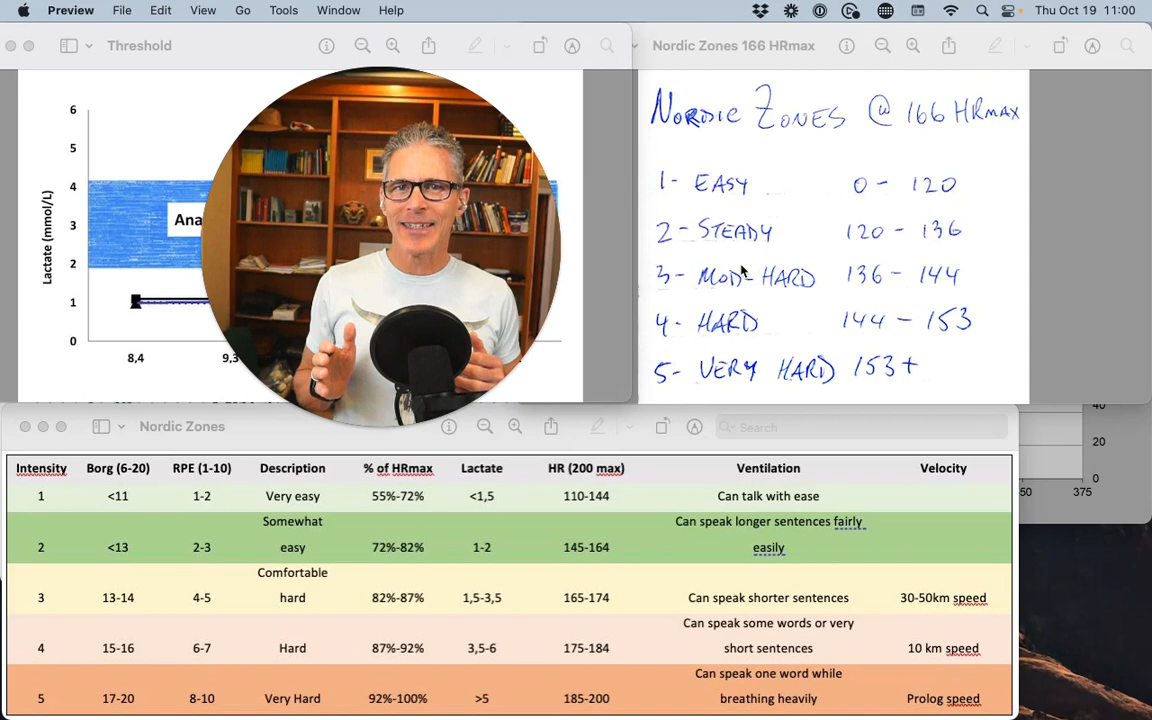 Preview File Edit View Go Tools Window Help Thu Oct 19 11:00
Threshold
6
5
4
3
2
1
0
Lactate (mmol/L)
Ana
8,4 9,3
Nordic Zones 166 HRmax
NORDIC ZONES @ 166 HRMAX
1- EASY 0 - 120
2 - STEADY 120 - 136
3- MOD-HARD 136 - 144
4- HARD 144 - 153
5- VERY HARD 153+
40
20
0
50 375
Nordic Zones Search
Intensity Borg (6-20) RPE (1-10) Description % of HRmax Lactate HR (200 max) Ventilation Velocity
1 <11 1-2 Very easy 55%-72% <1,5 110-144 Can talk with ease
Somewhat Can speak longer sentences fairly
2 <13 2-3 easy 72%-82% 1-2 145-164 easily
Comfortable
3 13-14 4-5 hard 82%-87% 1,5-3,5 165-174 Can speak shorter sentences 30-50km speed
Can speak some words or very
4 15-16 6-7 Hard 87%-92% 3,5-6 175-184 short sentences 10 km speed
Can speak one word while
5 17-20 8-10 Very Hard 92%-100% >5 185-200 breathing heavily Prolog speed